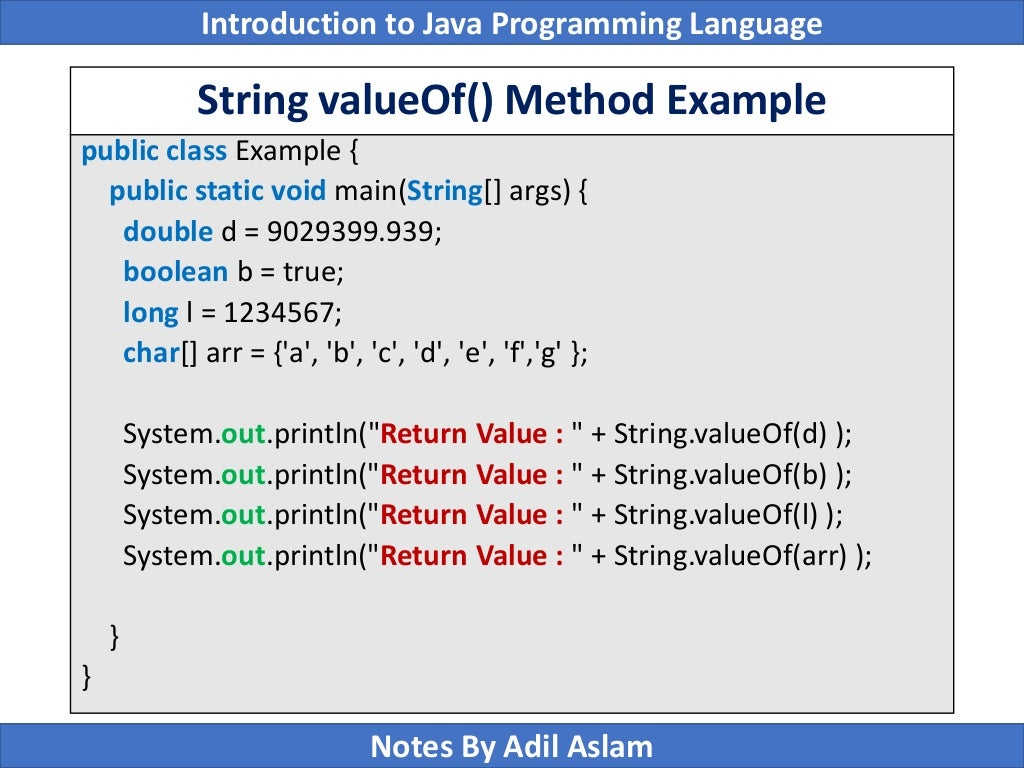 Introduction to Java Programming Language
String valueOf() Method Example
public class Example {
public static void main(String[] args) {
double d = 9029399.939;
boolean b = true;
long l = 1234567;
char[] arr = {'a', 'b', 'c', 'd', 'e', 'f','g' };
System.out.println("Return Value : " + String.valueOf(d) );
System.out.println("Return Value : " + String.valueOf(b) );
System.out.println("Return Value : " + String.valueOf(l) );
System.out.println("Return Value : " + String.valueOf(arr) );
}
}
Notes By Adil Aslam